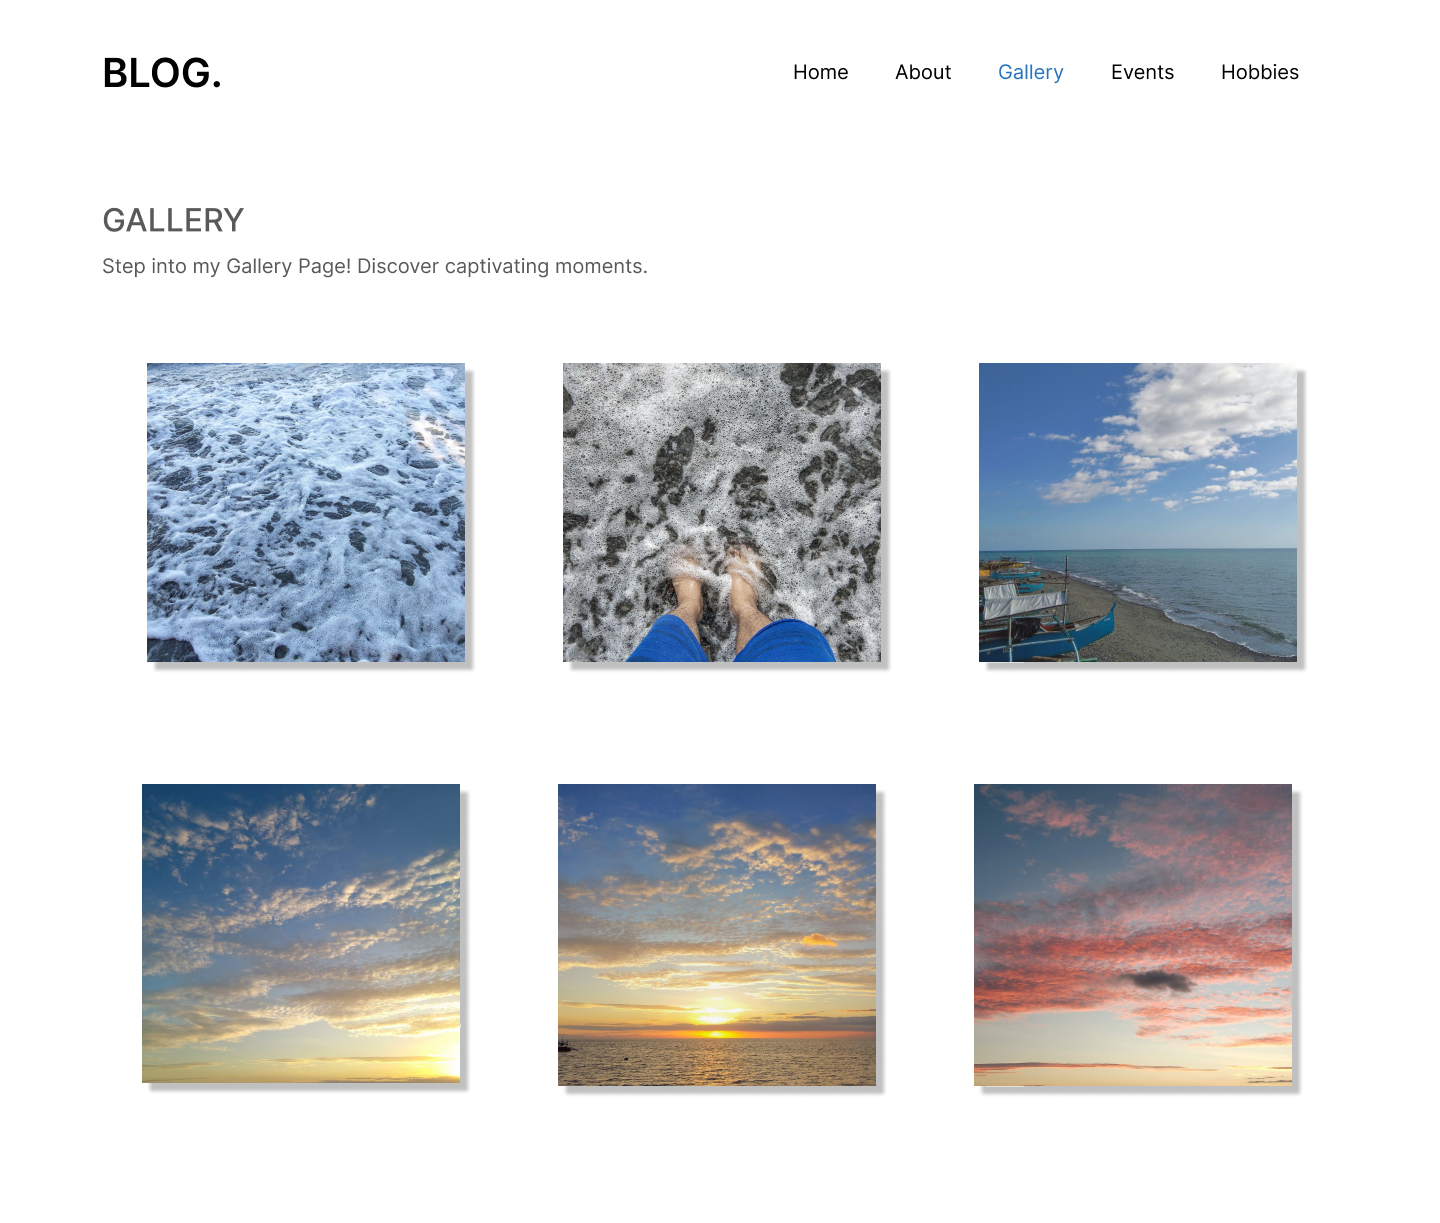 BLOG.
Home About Gallery Events Hobbies
GALLERY
Step into my Gallery Page! Discover captivating moments.